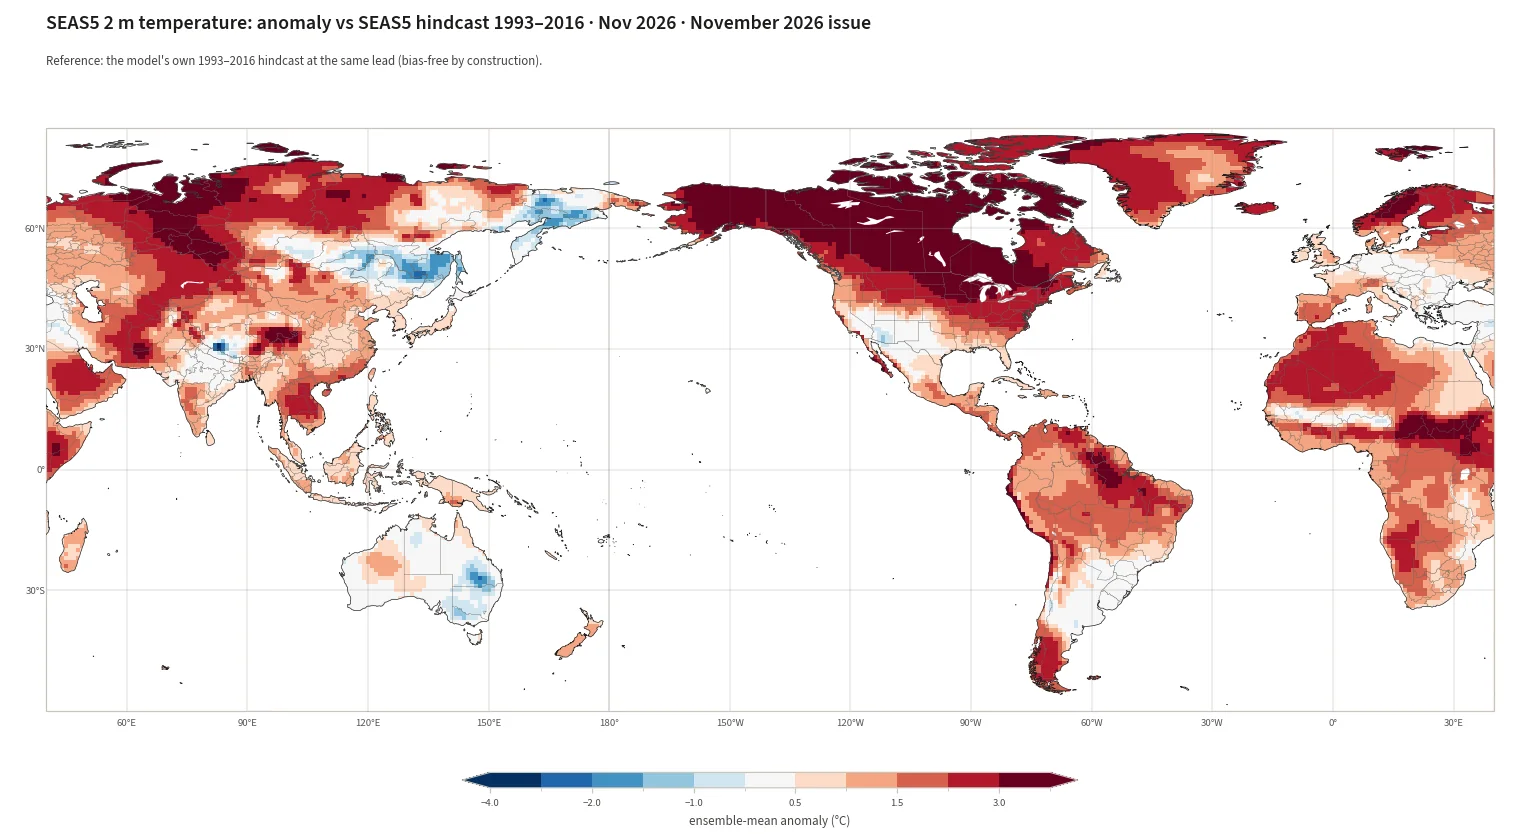 SEAS5 2 m temperature: anomaly vs SEAS5 hindcast 1993–2016 · Nov 2026 · November 2026 issue
Reference: the model's own 1993–2016 hindcast at the same lead (bias-free by construction).
60°N
30°N
0°
30°S
60°E 90°E 120°E 150°E 180° 150°W 120°W 90°W 60°W 30°W 0° 30°E
−4.0 −2.0 −1.0 0.5 1.5 3.0
ensemble-mean anomaly (°C)